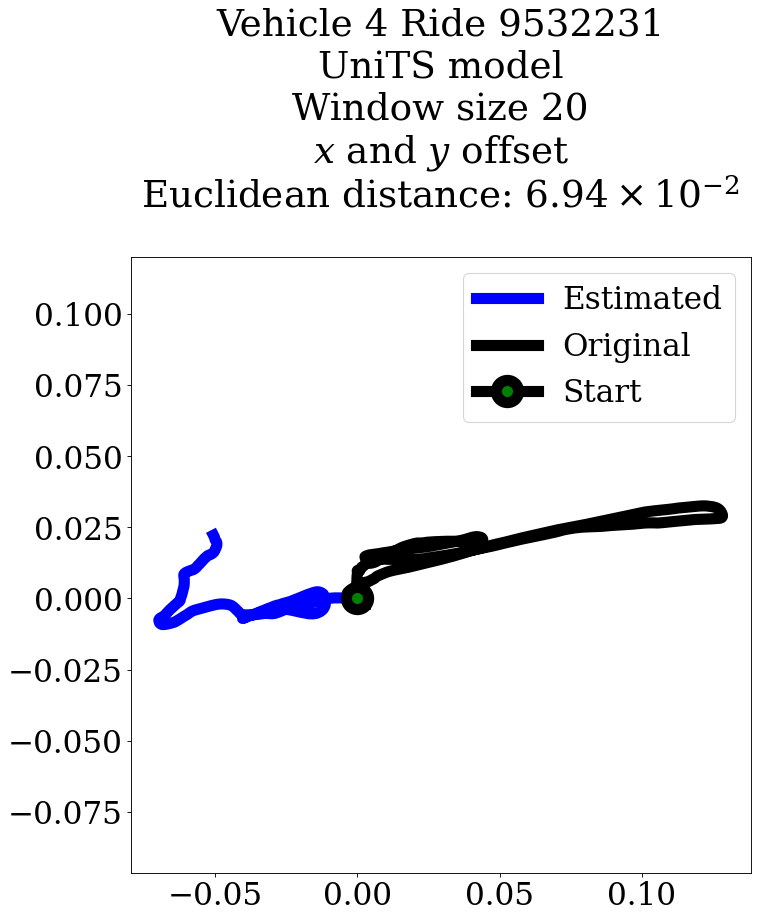 Vehicle 4 Ride 9532231
UniTS model
Window size 20
x and y offset
Euclidean distance: 6.94 × 10⁻²
Estimated
Original
Start
0.100
0.075
0.050
0.025
0.000
−0.025
−0.050
−0.075
−0.05 0.00 0.05 0.10